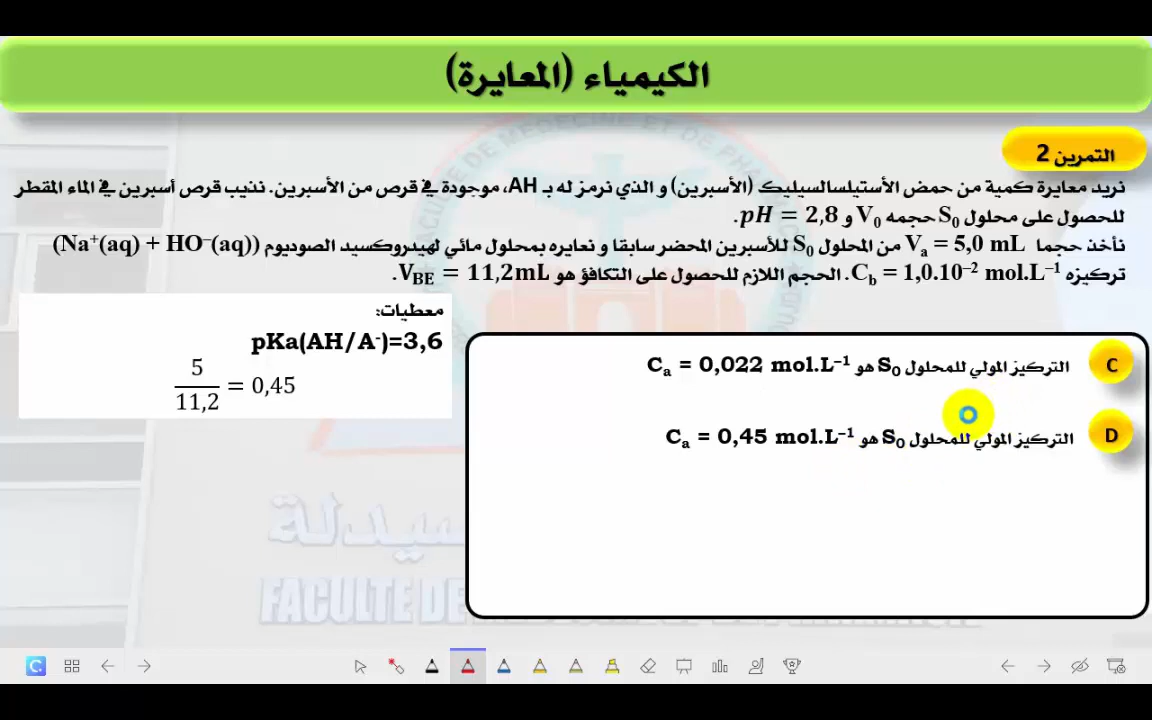 الكيمياء (المعايرة)
التمرين 2
نريد معايرة كمية من حمض الأستيلسالسيليك (الأسبرين) و الذي نرمز له بـ AH، موجودة في قرص من الأسبرين. نذيب قرص أسبرين في الماء المقطر
للحصول على محلول S₀ حجمه V₀ و pH = 2,8.
نأخذ حجما Vₐ = 5,0 mL من المحلول S₀ للأسبرين المحضر سابقا و نعايره بمحلول مائي لهيدروكسيد الصوديوم (Na⁺(aq) + HO⁻(aq))
تركيزه C_b = 1,0.10⁻² mol.L⁻¹. الحجم اللازم للحصول على التكافؤ هو V_BE = 11,2mL.
معطيات:
pKa(AH/A⁻)=3,6
5/11,2 = 0,45
C التركيز المولي للمحلول S₀ هو Cₐ = 0,022 mol.L⁻¹
D التركيز المولي للمحلول S₀ هو Cₐ = 0,45 mol.L⁻¹
FACULTE DE